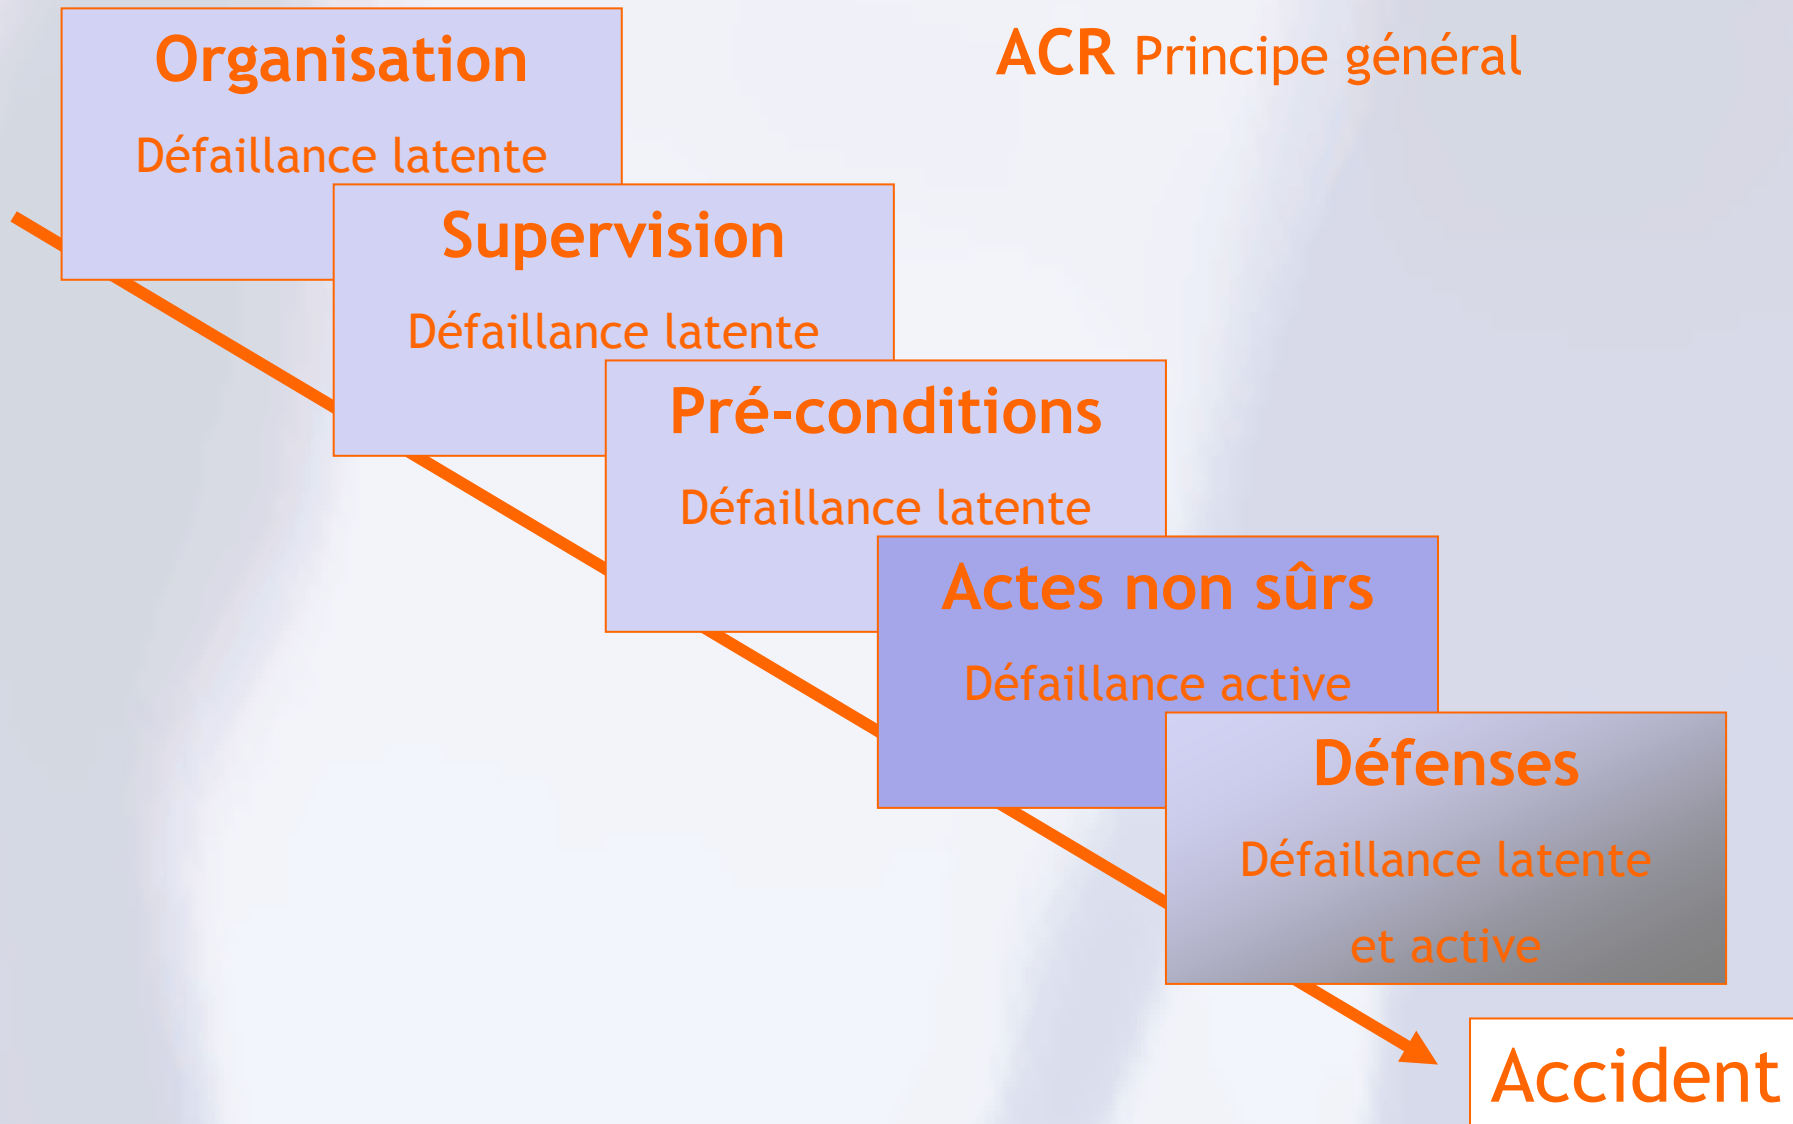 ACR Principe général
Organisation
Défaillance latente
Supervision
Défaillance latente
Pré-conditions
Défaillance latente
Actes non sûrs
Défaillance active
Défenses
Défaillance latente
et active
Accident